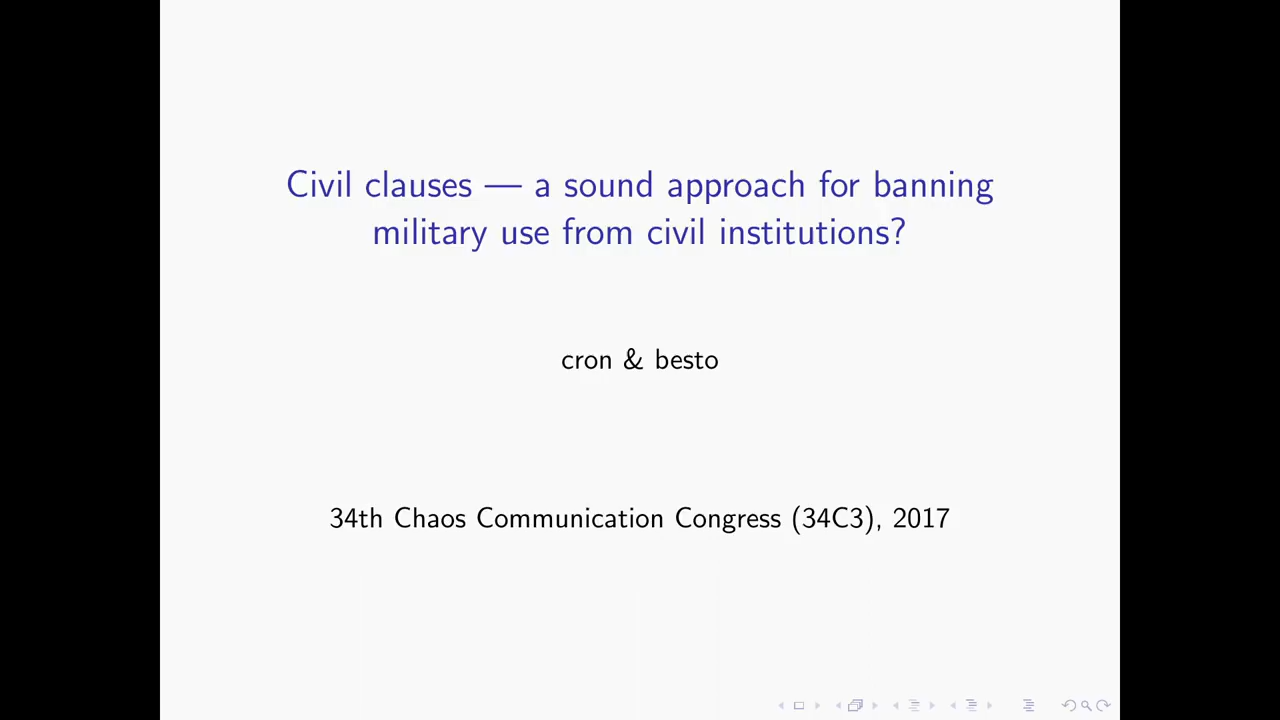 Civil clauses — a sound approach for banning
military use from civil institutions?
cron & besto
34th Chaos Communication Congress (34C3), 2017